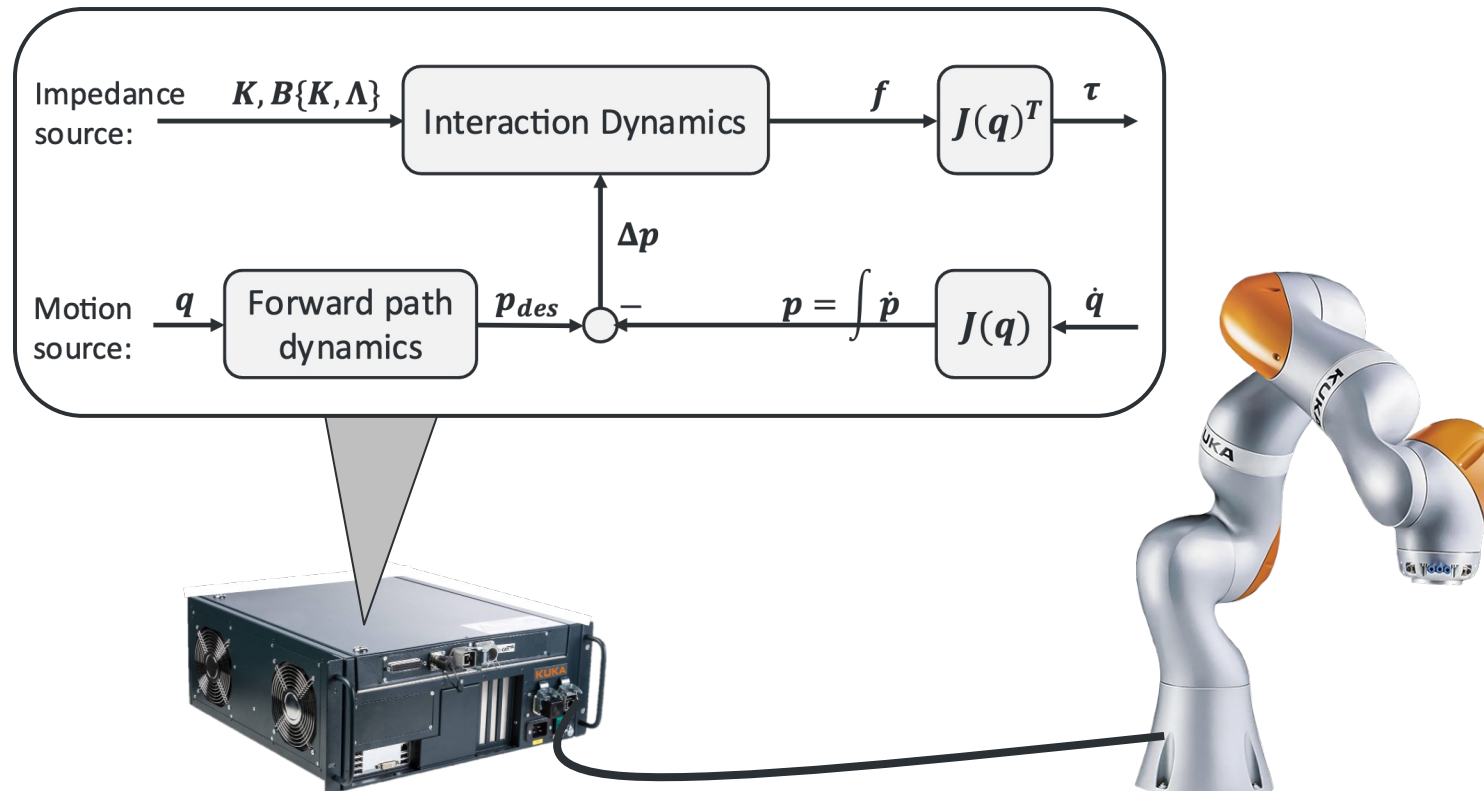 Impedance
source:
K, B{K, Λ}
Interaction Dynamics
f
J(q)^T
τ
Δp
Motion
source:
q
Forward path
dynamics
p_des
−
p = ∫ ṗ
J(q)
q̇
KUKA
KUKA
KUKA